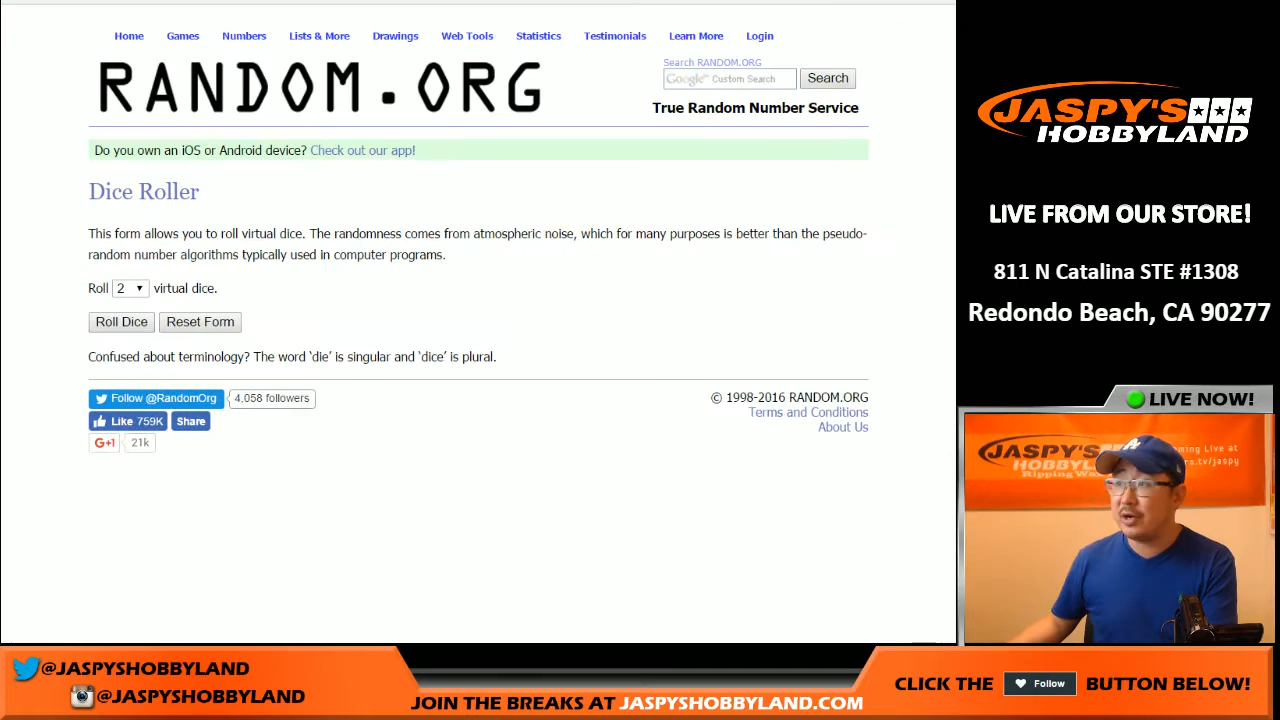 Home Games Numbers Lists & More Drawings Web Tools Statistics Testimonials Learn More Login
RANDOM.ORG
Search RANDOM.ORG
Google™ Custom Search Search
True Random Number Service
Do you own an iOS or Android device? Check out our app!
Dice Roller
This form allows you to roll virtual dice. The randomness comes from atmospheric noise, which for many purposes is better than the pseudo-
random number algorithms typically used in computer programs.
Roll 2 virtual dice.
Roll Dice Reset Form
Confused about terminology? The word ‘die’ is singular and ‘dice’ is plural.
Follow @RandomOrg 4,058 followers
Like 759K Share
G+1 21k
© 1998-2016 RANDOM.ORG
Terms and Conditions
About Us
JASPY'S
HOBBYLAND
LIVE FROM OUR STORE!
811 N Catalina STE #1308
Redondo Beach, CA 90277
LIVE NOW!
JASPY'S
HOBBYLAND
@JASPYSHOBBYLAND
@JASPYSHOBBYLAND
JOIN THE BREAKS AT JASPYSHOBBYLAND.COM
CLICK THE Follow BUTTON BELOW!